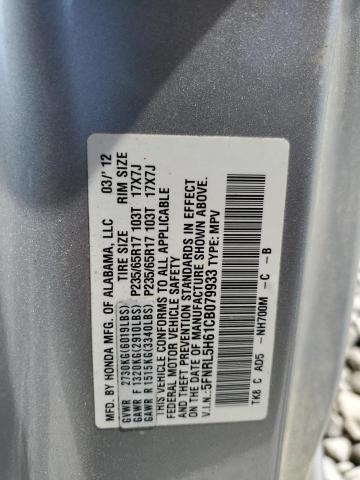 MFD. BY HONDA MFG. OF ALABAMA, LLC 03/'12
TIRE SIZE RIM SIZE
GVWR 2730KG(6019LBS)
GAWR F 1320KG(2910LBS) P235/65R17 103T 17X7J
GAWR R 1515KG(3340LBS) P235/65R17 103T 17X7J
THIS VEHICLE CONFORMS TO ALL APPLICABLE
FEDERAL MOTOR VEHICLE SAFETY
AND THEFT PREVENTION STANDARDS IN EFFECT
ON THE DATE OF MANUFACTURE SHOWN ABOVE.
V.I.N.:5FNRL5H61CB079933 TYPE: MPV
TK8 C AD5 -NH700M -C -B